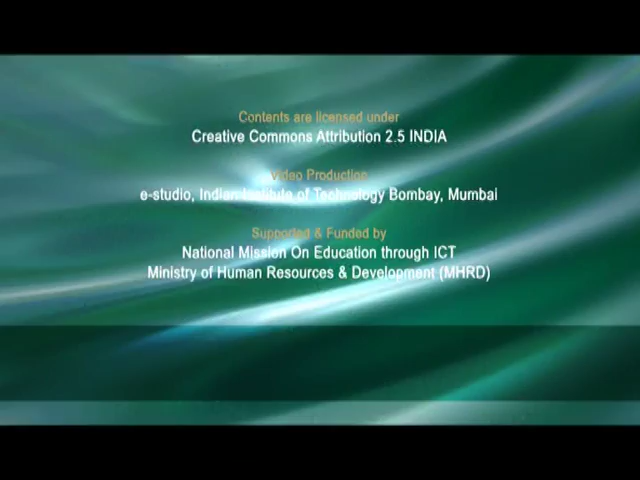 Contents are licensed under
Creative Commons Attribution 2.5 INDIA
Video Production
e-studio, Indian Institute of Technology Bombay, Mumbai
Supported & Funded by
National Mission On Education through ICT
Ministry of Human Resources & Development (MHRD)